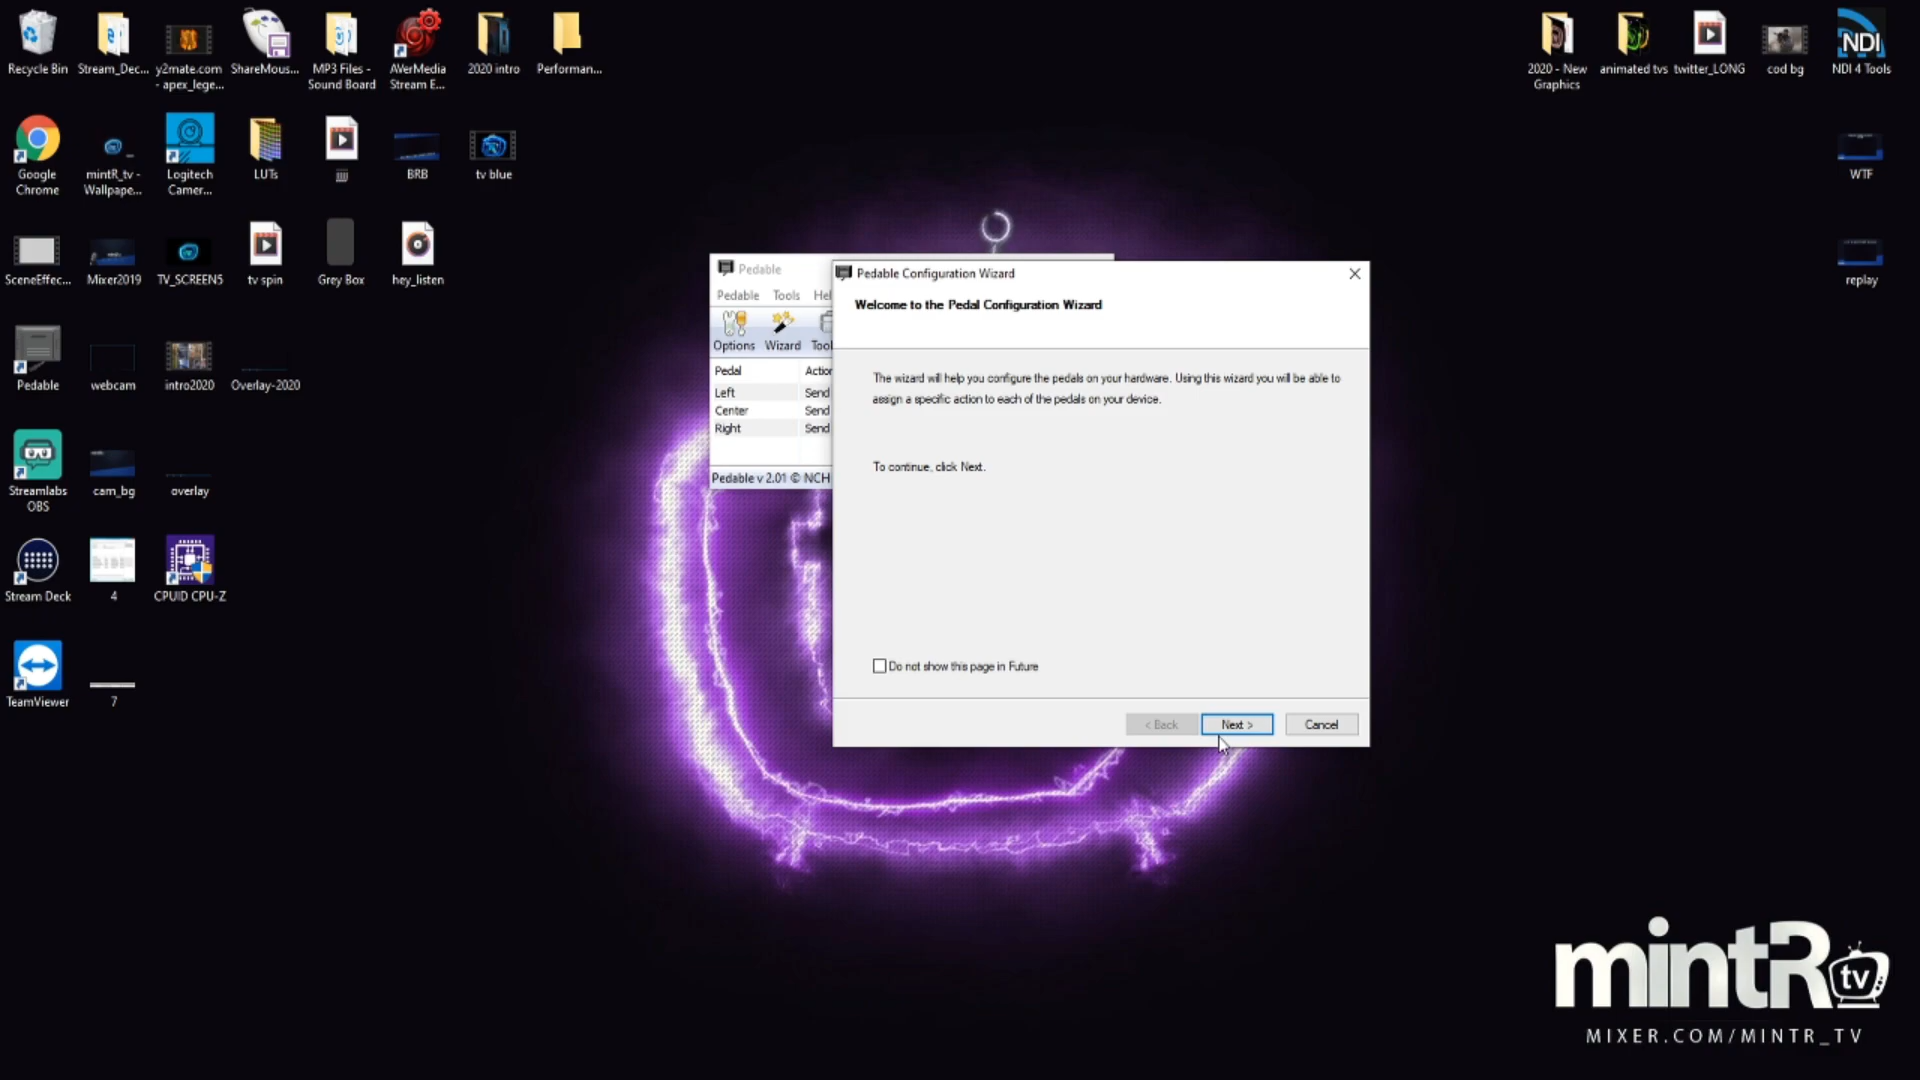 Recycle Bin
Stream_Dec...
y2mate.com
- apex_lege...
ShareMous...
MP3 Files -
Sound Board
AVerMedia
Stream E...
2020 intro
Performan...
2020 - New
Graphics
animated tvs
twitter_LONG
cod bg
NDI
NDI 4 Tools
Google
Chrome
mintR_tv -
Wallpape...
Logitech
Camer...
LUTs
jjjjj
BRB
tv blue
WTF
SceneEffec...
Mixer2019
TV_SCREEN5
tv spin
Grey Box
hey_listen
replay
Pedable
webcam
intro2020
Overlay-2020
Streamlabs
OBS
cam_bg
overlay
Stream Deck
4
CPUID CPU-Z
TeamViewer
7
Pedable
Pedable Tools Hel
Options Wizard Tool
Pedal Action
Left Send
Center Send
Right Send
Pedable v 2.01 © NCH
Pedable Configuration Wizard
Welcome to the Pedal Configuration Wizard
The wizard will help you configure the pedals on your hardware. Using this wizard you will be able to
assign a specific action to each of the pedals on your device.
To continue, click Next.
Do not show this page in Future
< Back Next > Cancel
mintR tv
MIXER.COM/MINTR_TV